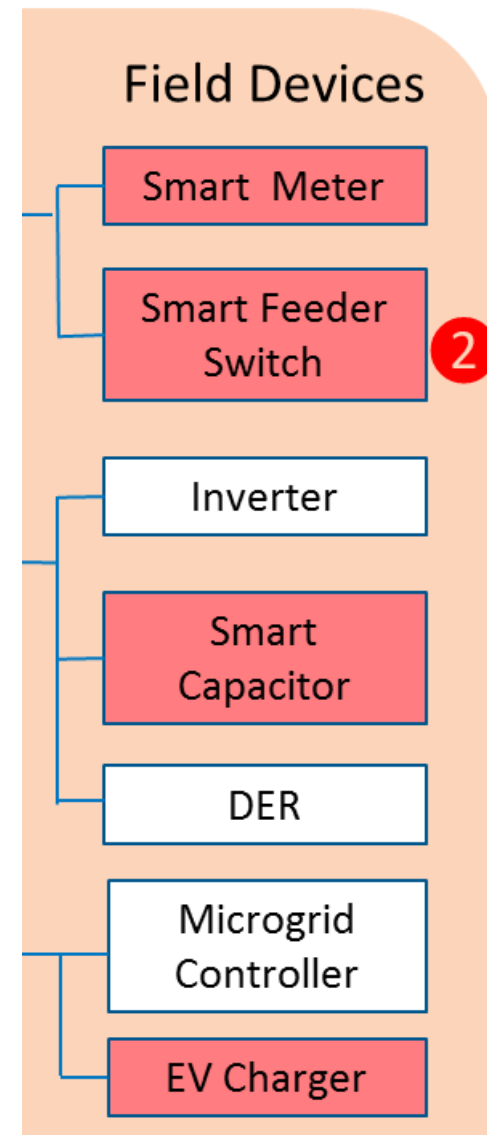 Field Devices
Smart Meter
Smart Feeder
Switch
2
Inverter
Smart
Capacitor
DER
Microgrid
Controller
EV Charger